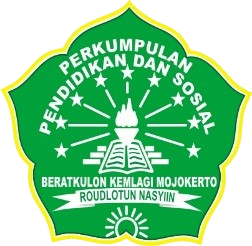 PERKUMPULAN
PENDIDIKAN DAN SOSIAL
BERATKULON KEMLAGI MOJOKERTO
ROUDLOTUN NASYIIN